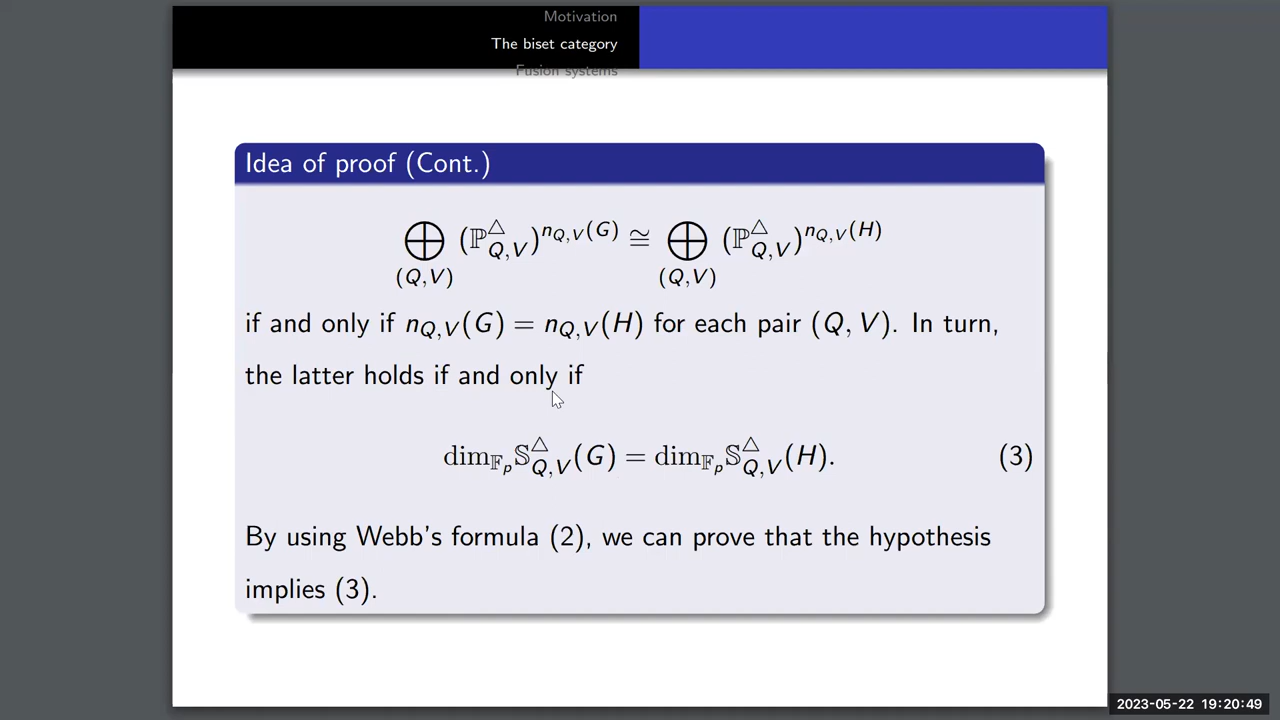 Motivation
The biset category
Fusion systems
Idea of proof (Cont.)
⨁_{(Q,V)} (ℙ^△_{Q,V})^{n_{Q,V}(G)} ≅ ⨁_{(Q,V)} (ℙ^△_{Q,V})^{n_{Q,V}(H)}
if and only if n_{Q,V}(G) = n_{Q,V}(H) for each pair (Q, V). In turn,
the latter holds if and only if
dim_{𝔽_p} 𝕊^△_{Q,V}(G) = dim_{𝔽_p} 𝕊^△_{Q,V}(H). (3)
By using Webb's formula (2), we can prove that the hypothesis
implies (3).
2023-05-22 19:20:49